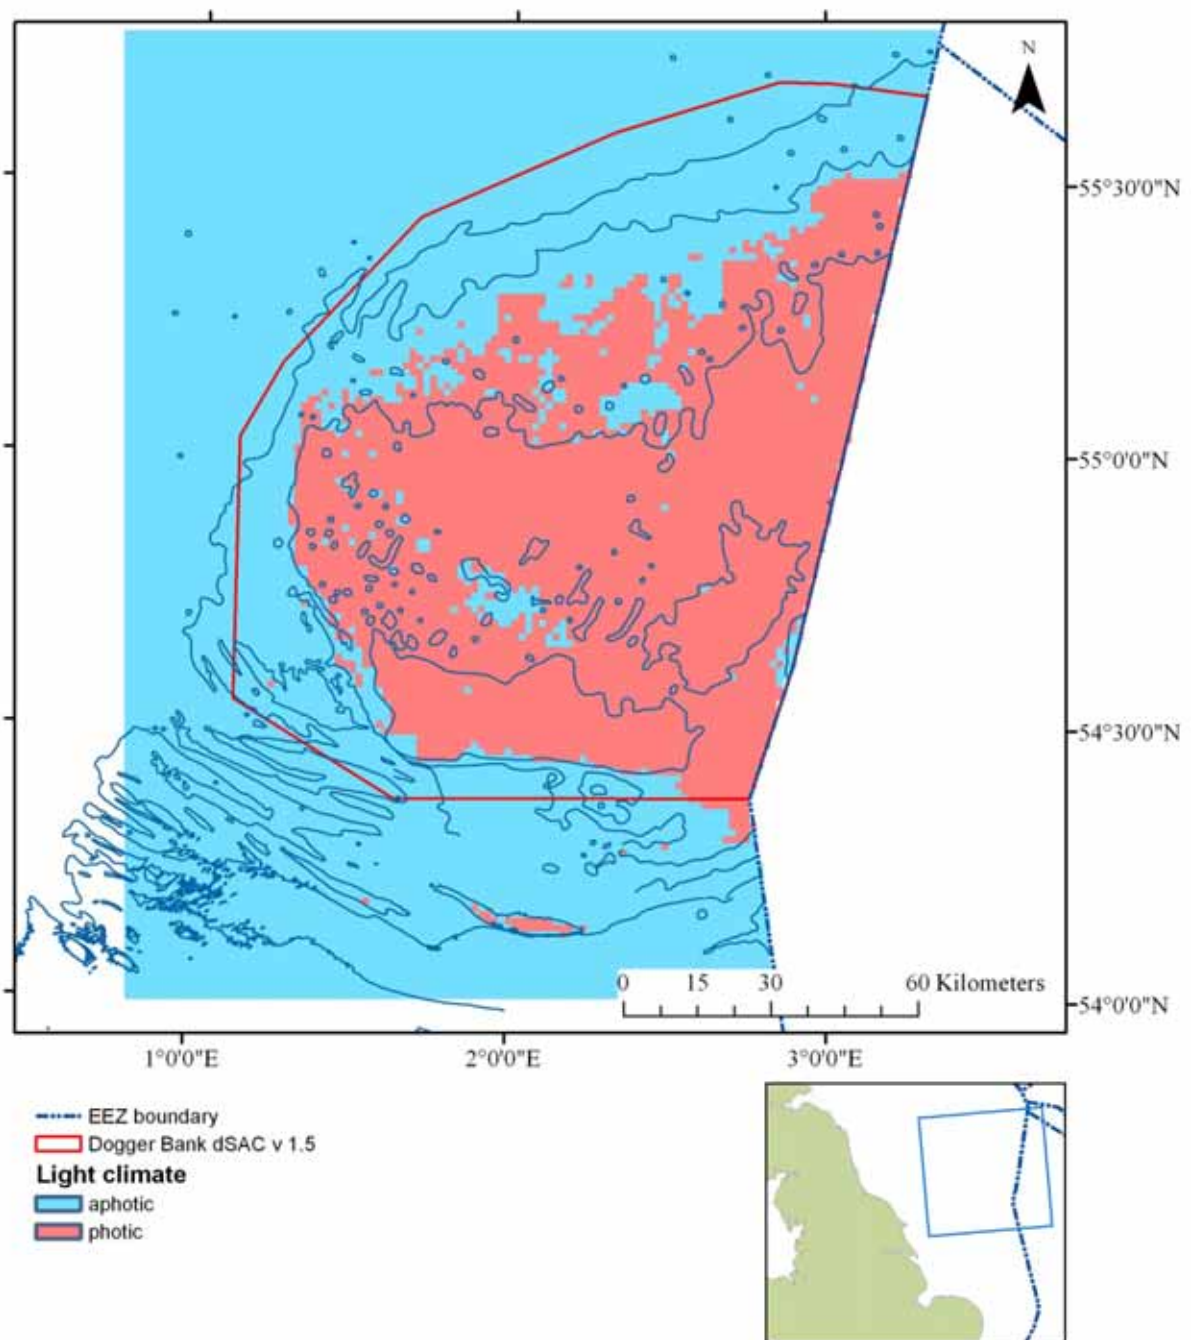 N
55°30'0"N
55°0'0"N
54°30'0"N
0 15 30 60 Kilometers
54°0'0"N
1°0'0"E 2°0'0"E 3°0'0"E
EEZ boundary
Dogger Bank dSAC v 1.5
Light climate
aphotic
photic